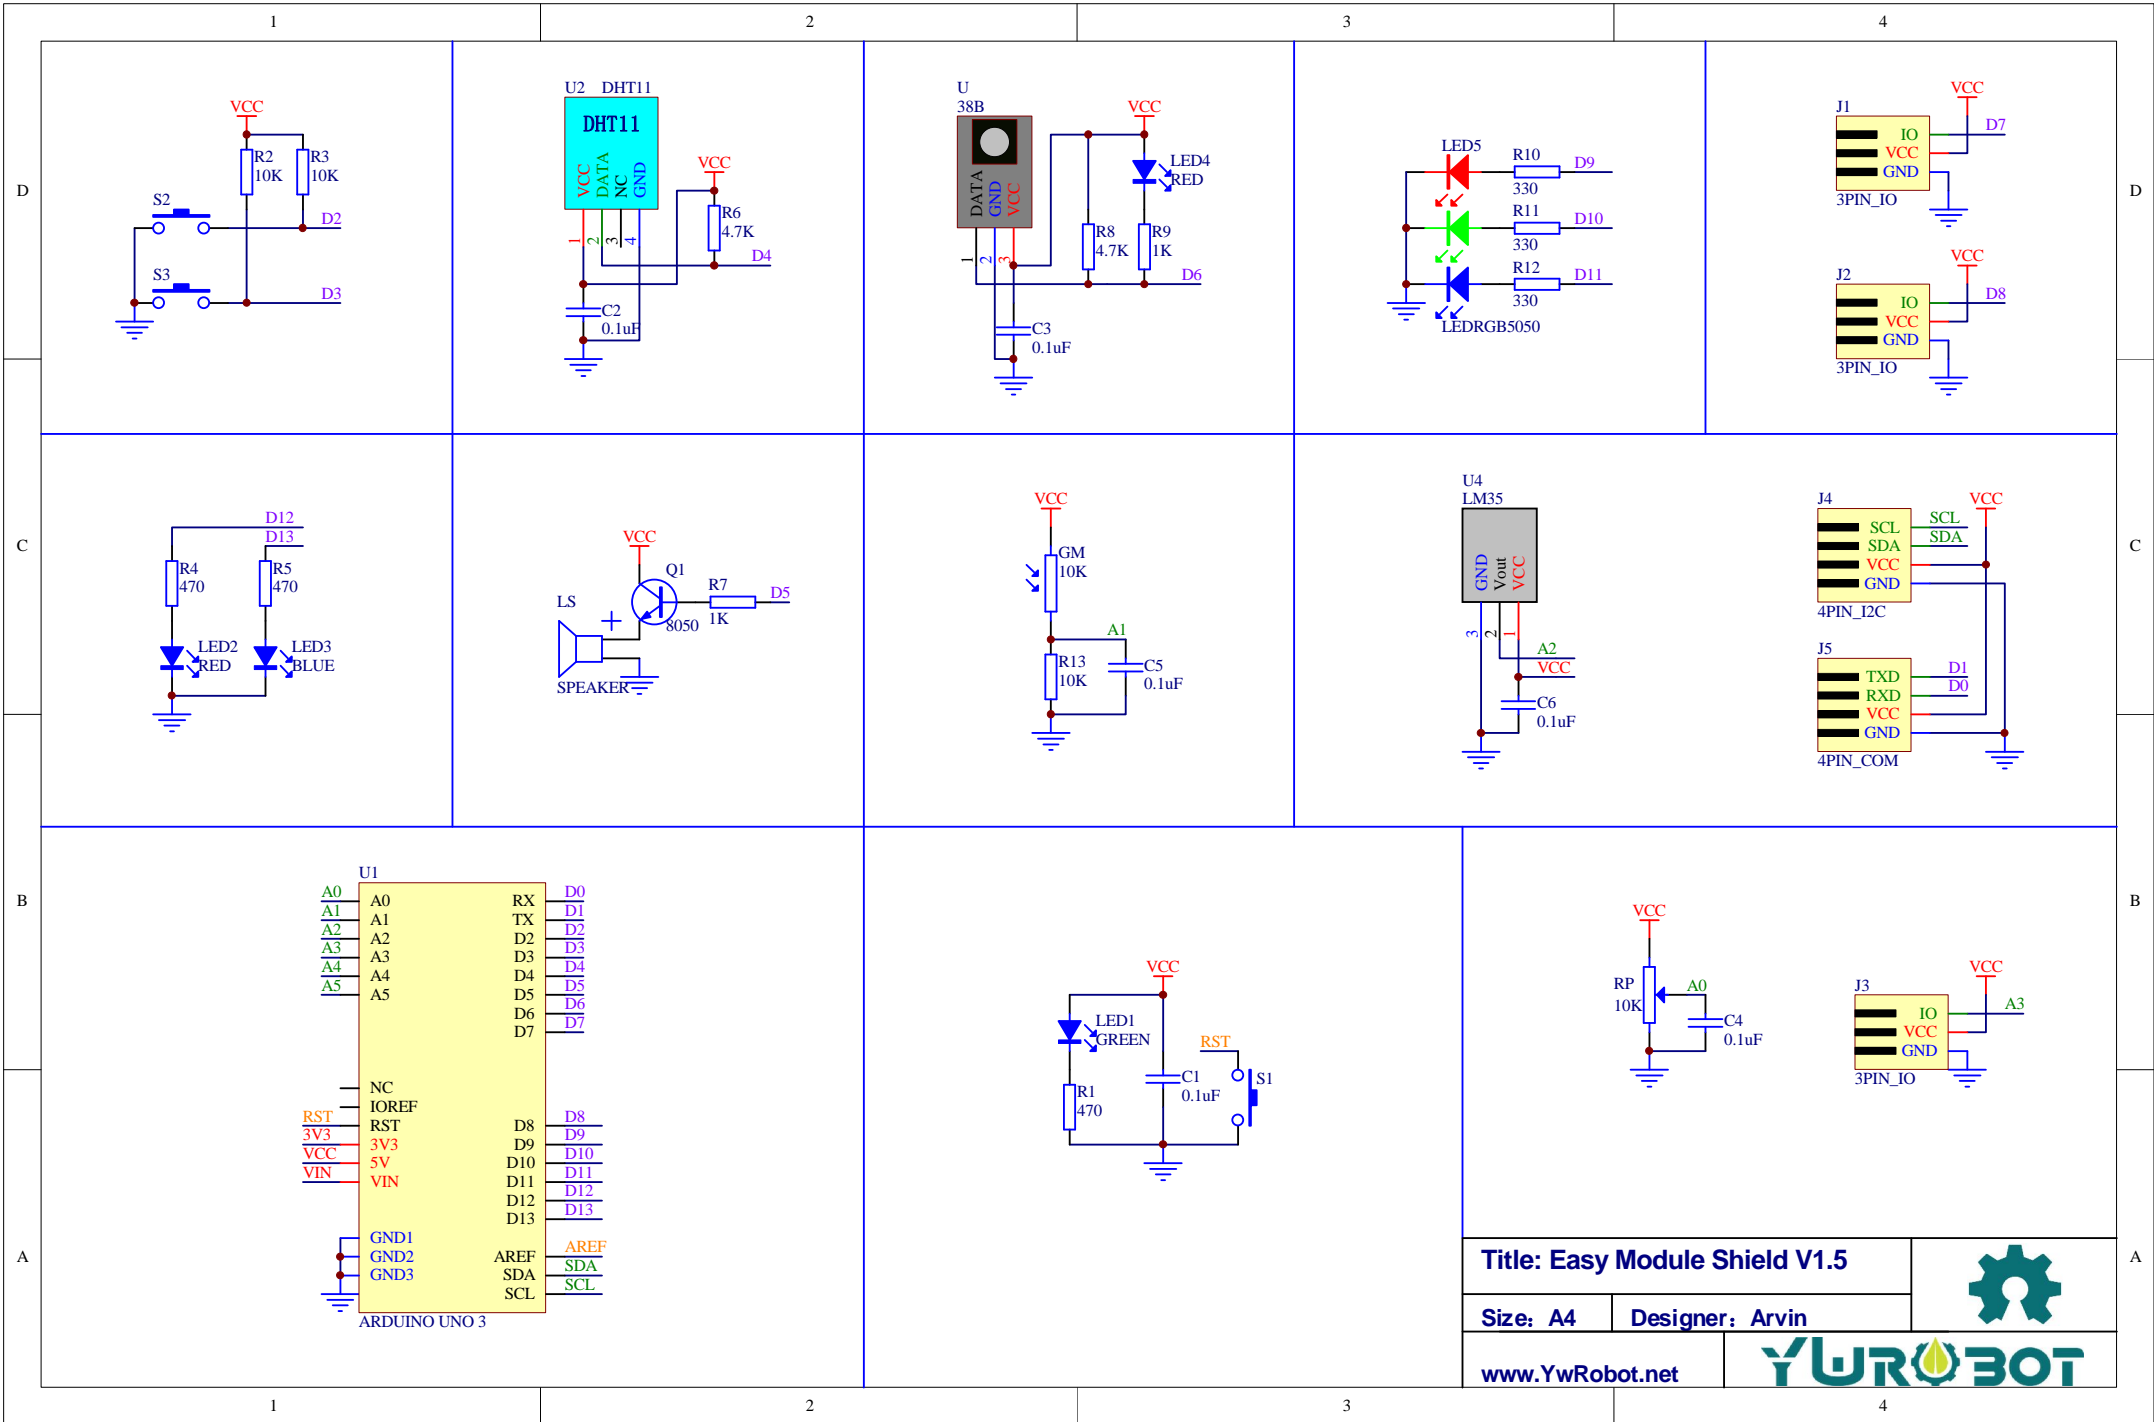 1 2 3 4
D
VCC
R2
10K
R3
10K
S2
D2
S3
D3
U2 DHT11
DHT11
VCC
DATA
NC
GND
1
2
3
4
VCC
R6
4.7K
D4
C2
0.1uF
U
38B
DATA
GND
VCC
1
2
3
VCC
LED4
RED
R8
4.7K
R9
1K
D6
C3
0.1uF
LED5
R10
330
D9
R11
330
D10
R12
330
D11
LEDRGB5050
J1
IO
VCC
GND
3PIN_IO
VCC
D7
J2
IO
VCC
GND
3PIN_IO
VCC
D8
D
C
D12
D13
R4
470
R5
470
LED2
RED
LED3
BLUE
VCC
Q1
8050
R7
1K
D5
LS
SPEAKER
VCC
GM
10K
A1
R13
10K
C5
0.1uF
U4
LM35
GND
Vout
VCC
3
2
1
A2
VCC
C6
0.1uF
J4
SCL
SDA
VCC
GND
4PIN_I2C
SCL
SDA
VCC
J5
TXD
RXD
VCC
GND
4PIN_COM
D1
D0
C
B
U1
A0 A0 RX D0
A1 A1 TX D1
A2 A2 D2 D2
A3 A3 D3 D3
A4 A4 D4 D4
A5 A5 D5 D5
D6 D6
D7 D7
NC
IOREF
RST RST D8 D8
3V3 3V3 D9 D9
VCC 5V D10 D10
VIN VIN D11 D11
D12 D12
D13 D13
GND1
GND2 AREF AREF
GND3 SDA SDA
SCL SCL
ARDUINO UNO 3
VCC
LED1
GREEN
R1
470
C1
0.1uF
RST
S1
VCC
RP
10K
A0
C4
0.1uF
J3
IO
VCC
GND
3PIN_IO
VCC
A3
B
A
Title: Easy Module Shield V1.5
Size: A4 Designer: Arvin
www.YwRobot.net
YWROBOT
A
1 2 3 4